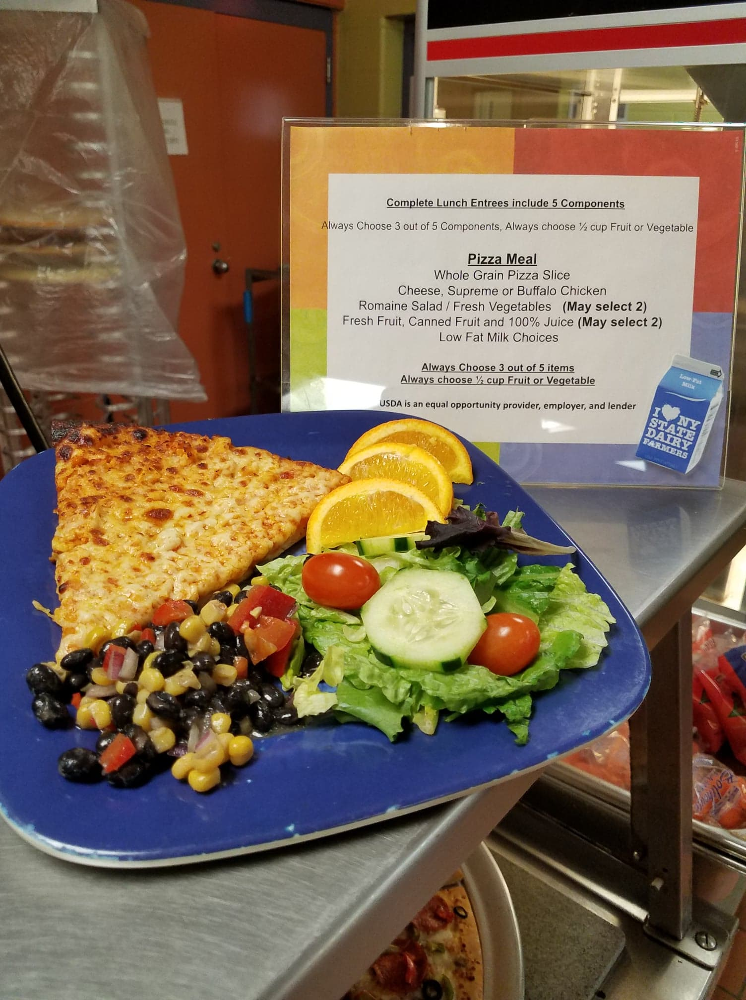 Complete Lunch Entrees include 5 Components
Always Choose 3 out of 5 Components, Always choose ½ cup Fruit or Vegetable
Pizza Meal
Whole Grain Pizza Slice
Cheese, Supreme or Buffalo Chicken
Romaine Salad / Fresh Vegetables (May select 2)
Fresh Fruit, Canned Fruit and 100% Juice (May select 2)
Low Fat Milk Choices
Always Choose 3 out of 5 items
Always choose ½ cup Fruit or Vegetable
USDA is an equal opportunity provider, employer, and lender
Low-Fat
Milk
I NY
STATE
DAIRY
FARMERS